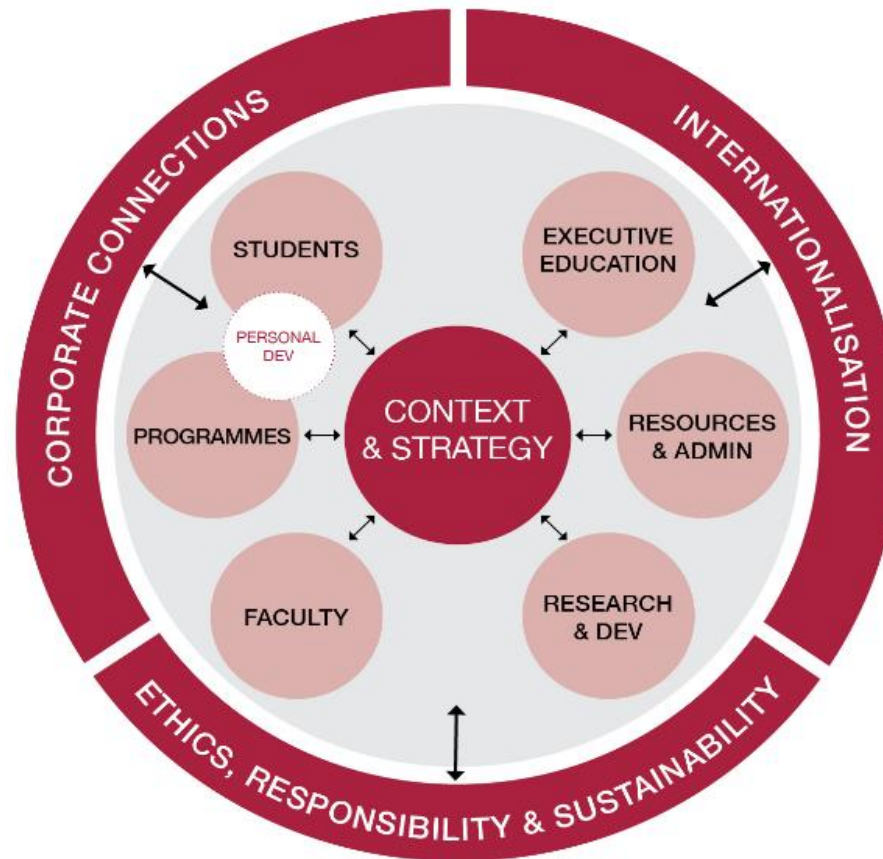 CORPORATE CONNECTIONS
INTERNATIONALISATION
STUDENTS
EXECUTIVE
EDUCATION
PERSONAL
DEV
PROGRAMMES
CONTEXT
& STRATEGY
RESOURCES
& ADMIN
FACULTY
RESEARCH
& DEV
ETHICS, RESPONSIBILITY & SUSTAINABILITY